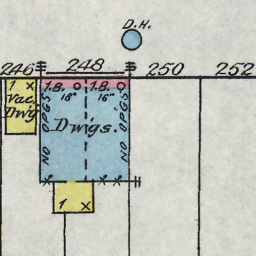 D.H.
246 248 250 252
1 x 1.B. 1.B.
16" 16"
Vac. Dwg
Dwgs.
NO OPGS
NO OPGS
1 x